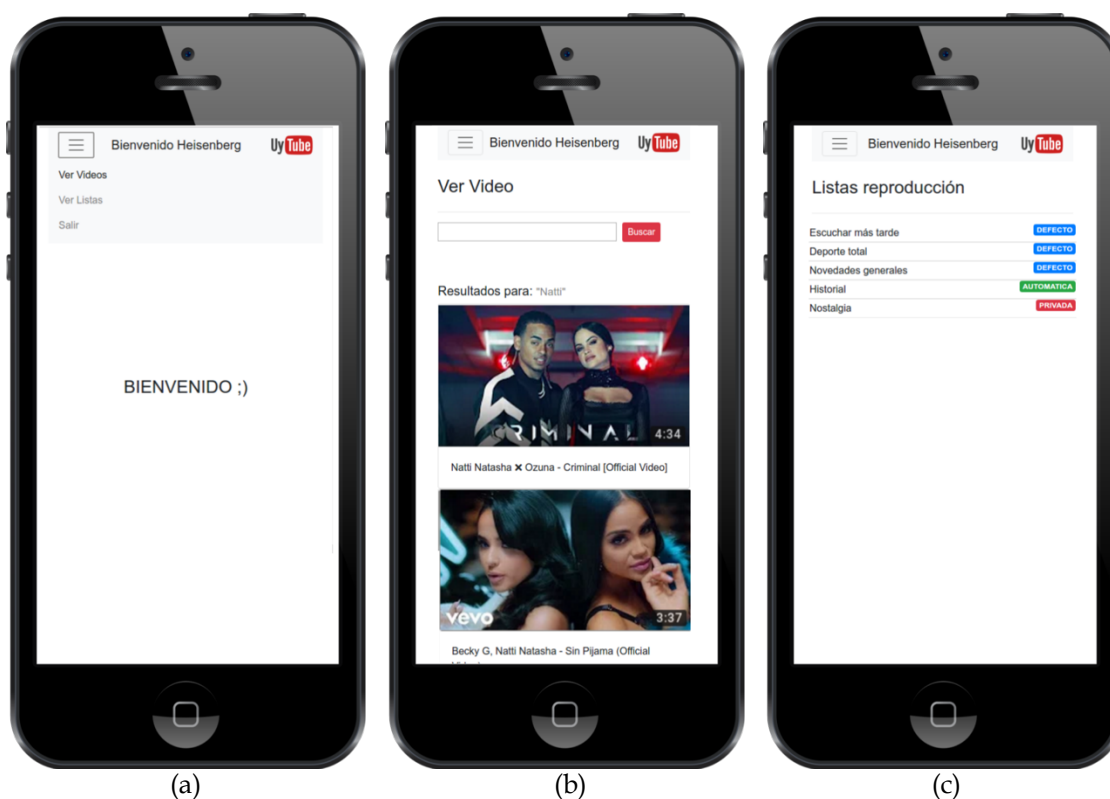 Bienvenido Heisenberg UyTube
Ver Videos
Ver Listas
Salir
BIENVENIDO ;)
(a)
Bienvenido Heisenberg UyTube
Ver Video
Buscar
Resultados para: "Natti"
CRIMINAL
4:34
Natti Natasha ✕ Ozuna - Criminal [Official Video]
vevo
3:37
Becky G, Natti Natasha - Sin Pijama (Official
(b)
Bienvenido Heisenberg UyTube
Listas reproducción
Escuchar más tarde DEFECTO
Deporte total DEFECTO
Novedades generales DEFECTO
Historial AUTOMATICA
Nostalgia PRIVADA
(c)